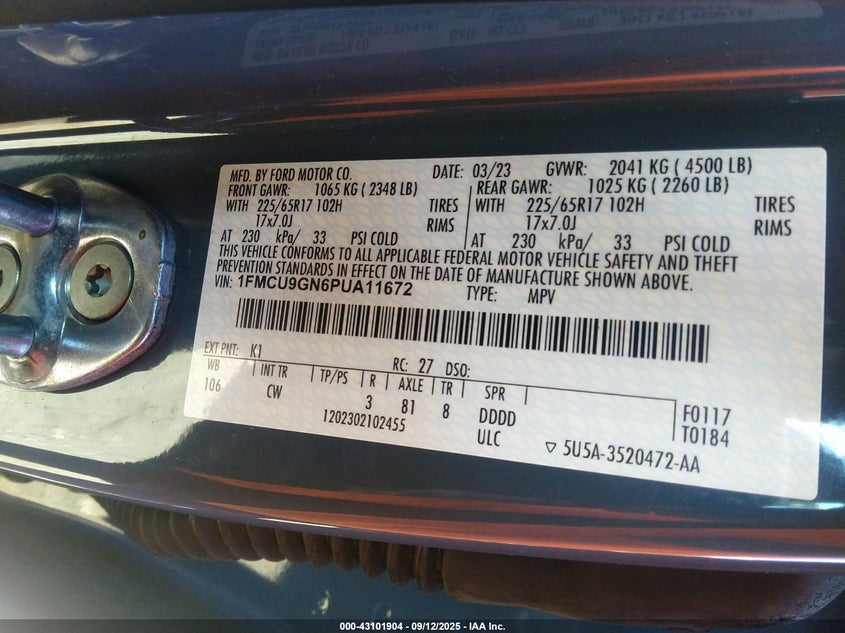 MFD. BY FORD MOTOR CO. DATE: 03/23 GVWR: 2041 KG ( 4500 LB)
FRONT GAWR: 1065 KG ( 2348 LB) REAR GAWR: 1025 KG ( 2260 LB)
WITH 225/65R17 102H TIRES WITH 225/65R17 102H TIRES
17x7.0J RIMS 17x7.0J RIMS
AT 230 kPa/ 33 PSI COLD AT 230 kPa/ 33 PSI COLD
THIS VEHICLE CONFORMS TO ALL APPLICABLE FEDERAL MOTOR VEHICLE SAFETY AND THEFT
PREVENTION STANDARDS IN EFFECT ON THE DATE OF MANUFACTURE SHOWN ABOVE.
VIN: 1FMCU9GN6PUA11672 TYPE: MPV
EXT PNT: K1 RC: 27 DSO:
WB INT TR TP/PS R AXLE TR SPR
106 CW 3 81 8 DDDD F0117
1202302102455 ULC T0184
▽ 5U5A-3520472-AA
000-43101904 - 09/12/2025 - IAA Inc.